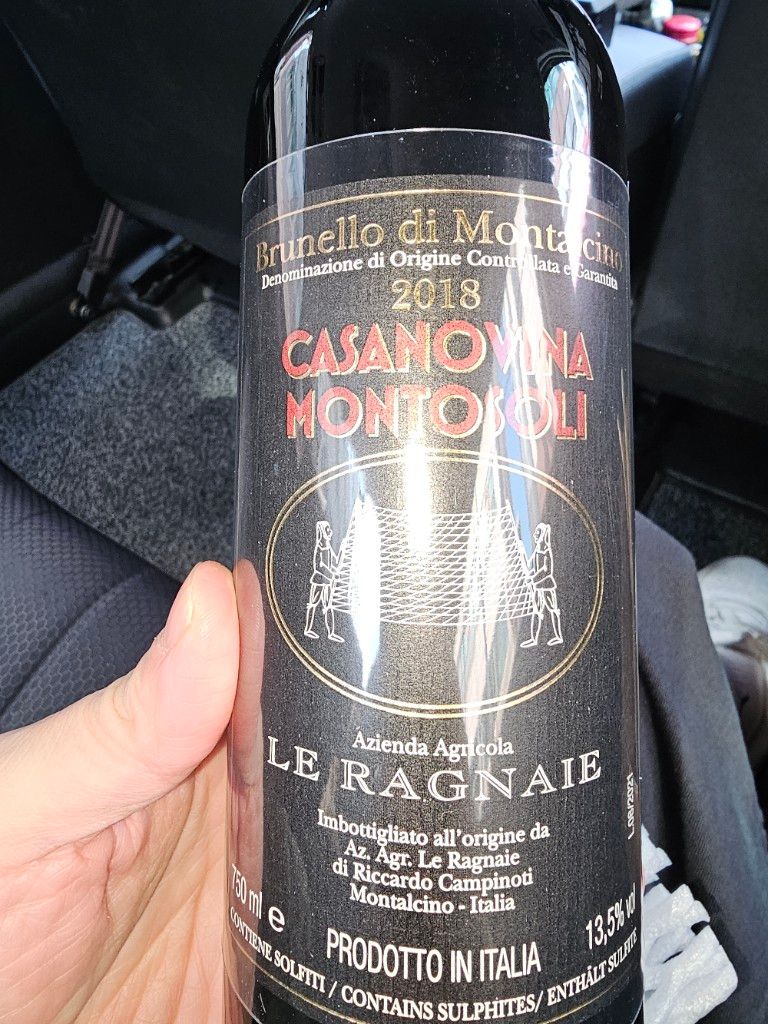 Brunello di Montalcino
Denominazione di Origine Controllata e Garantita
2018
CASANOVINA
MONTOSOLI
Azienda Agricola
LE RAGNAIE
Imbottigliato all'origine da
Az. Agr. Le Ragnaie
di Riccardo Campinoti
Montalcino - Italia
L.06/2021
750 ml e
PRODOTTO IN ITALIA
13,5% vol
CONTIENE SOLFITI / CONTAINS SULPHITES/ ENTHÄLT SULFITE